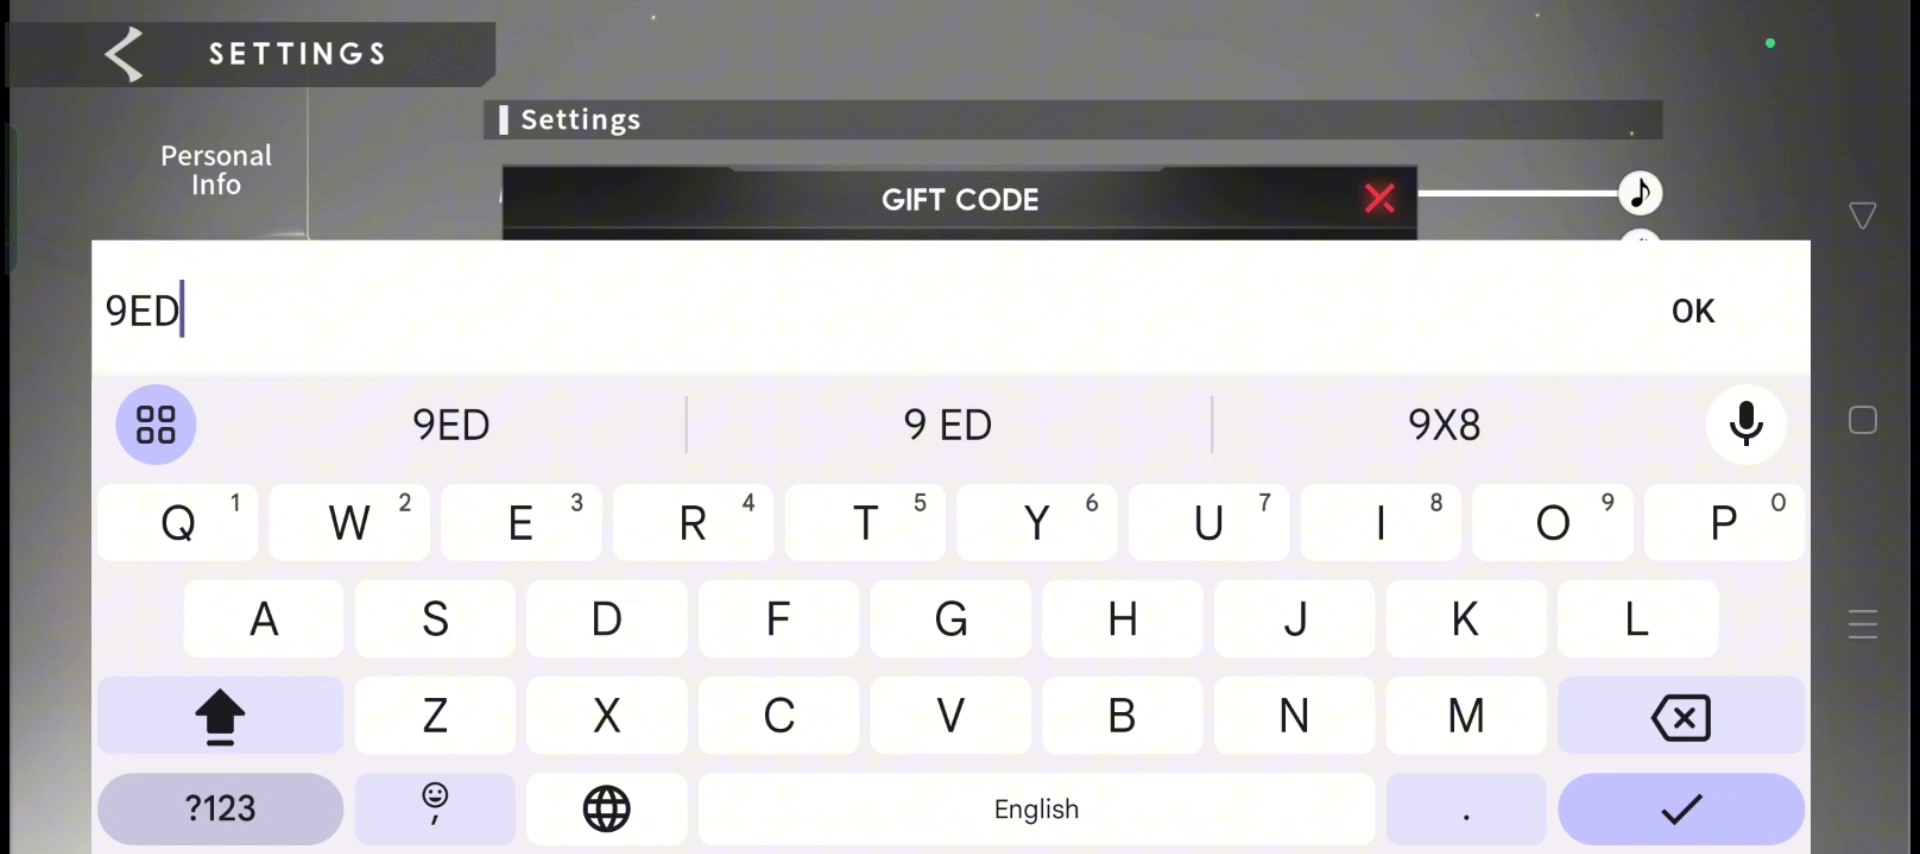 SETTINGS
Settings
Personal
Info
GIFT CODE
9ED
OK
9ED 9 ED 9X8
Q 1 W 2 E 3 R 4 T 5 Y 6 U 7 I 8 O 9 P 0
A S D F G H J K L
Z X C V B N M
?123 , English .